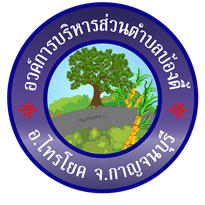 องค์การบริหารส่วนตำบลบ้องตี้
อ.ไทรโยค จ.กาญจนบุรี